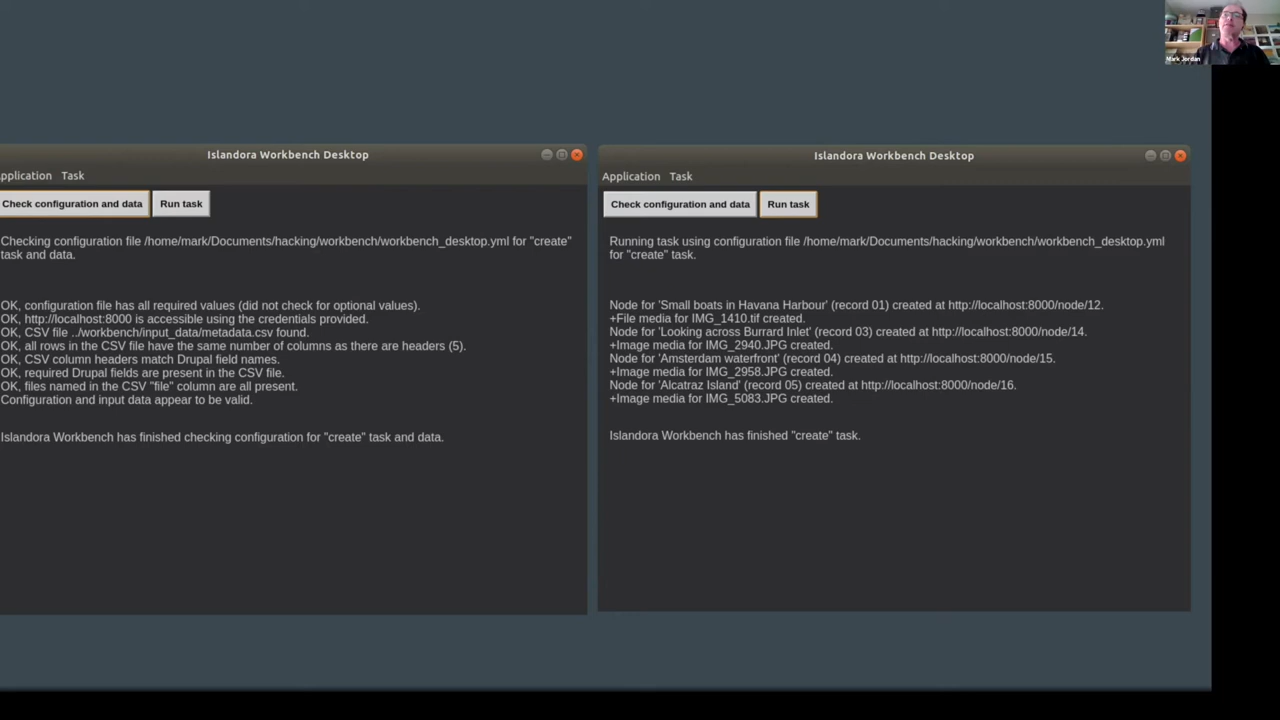 Mark Jordan
Islandora Workbench Desktop
pplication Task
Check configuration and data Run task
Checking configuration file /home/mark/Documents/hacking/workbench/workbench_desktop.yml for "create"
task and data.
OK, configuration file has all required values (did not check for optional values).
OK, http://localhost:8000 is accessible using the credentials provided.
OK, CSV file ../workbench/input_data/metadata.csv found.
OK, all rows in the CSV file have the same number of columns as there are headers (5).
OK, CSV column headers match Drupal field names.
OK, required Drupal fields are present in the CSV file.
OK, files named in the CSV "file" column are all present.
Configuration and input data appear to be valid.
Islandora Workbench has finished checking configuration for "create" task and data.
Islandora Workbench Desktop
Application Task
Check configuration and data Run task
Running task using configuration file /home/mark/Documents/hacking/workbench/workbench_desktop.yml
for "create" task.
Node for 'Small boats in Havana Harbour' (record 01) created at http://localhost:8000/node/12.
+File media for IMG_1410.tif created.
Node for 'Looking across Burrard Inlet' (record 03) created at http://localhost:8000/node/14.
+Image media for IMG_2940.JPG created.
Node for 'Amsterdam waterfront' (record 04) created at http://localhost:8000/node/15.
+Image media for IMG_2958.JPG created.
Node for 'Alcatraz Island' (record 05) created at http://localhost:8000/node/16.
+Image media for IMG_5083.JPG created.
Islandora Workbench has finished "create" task.